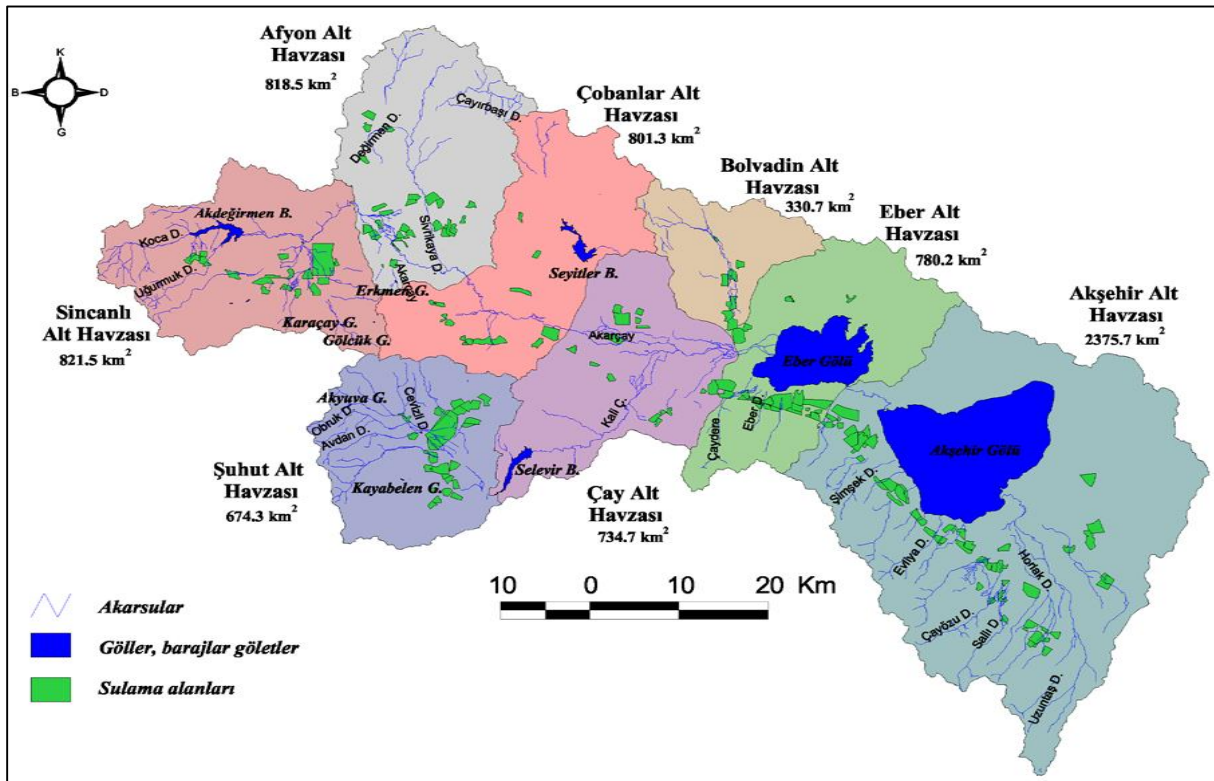 K
B
D
G
Afyon Alt
Havzası
818.5 km2
Çobanlar Alt
Havzası
801.3 km2
Bolvadin Alt
Havzası
330.7 km2
Eber Alt
Havzası
780.2 km2
Akşehir Alt
Havzası
2375.7 km2
Sincanlı
Alt Havzası
821.5 km2
Şuhut Alt
Havzası
674.3 km2
Çay Alt
Havzası
734.7 km2
Çayırbaşı D.
Değirmen D.
Sivrikaya D.
Akarçay
Akdeğirmen B.
Koca D.
Uğurmuk D.
Karaçay G.
Gölcük G.
Erkmen G.
Seyitler B.
Akarçay
Kali Ç.
Selevir B.
Akyuva G.
Obruk D.
Avdan D.
Cevizli D.
Kayabelen G.
Eber Gölü
Çaydere
Eber D.
Akşehir Gölü
Şimşek D.
Evliya D.
Çayözü D.
Sallı D.
Horlak D.
Uzuntaş D.
10 0 10 20 Km
Akarsular
Göller, barajlar göletler
Sulama alanları